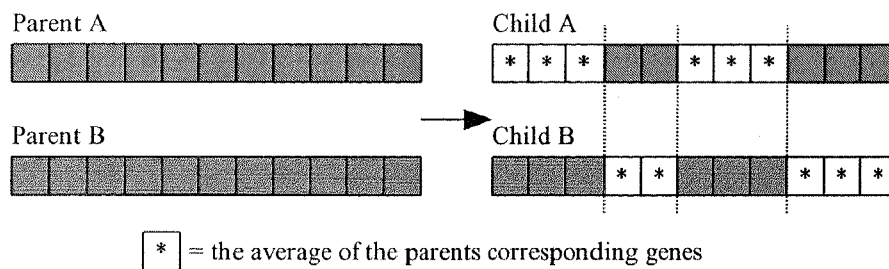 Parent A
Child A
* * * * * *
Parent B
Child B
* * * * *
* = the average of the parents corresponding genes